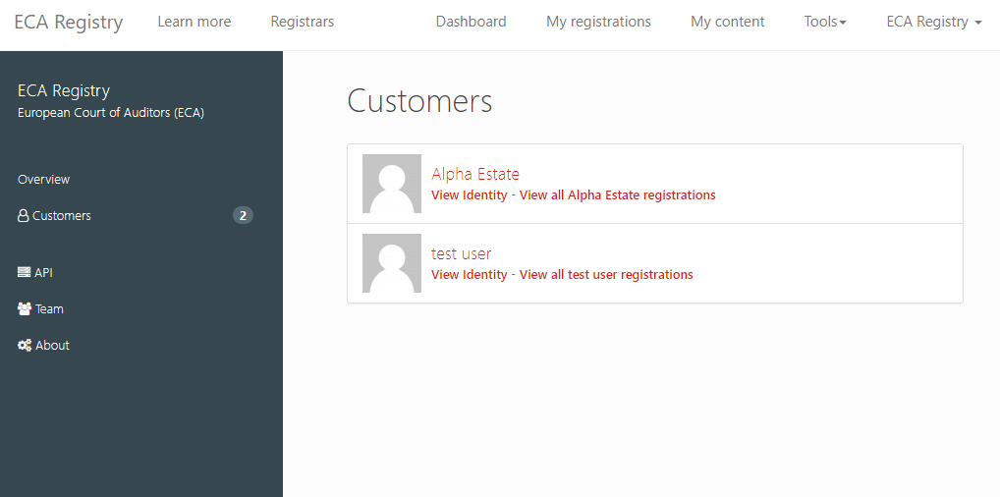 ECA Registry Learn more Registrars Dashboard My registrations My content Tools ECA Registry
ECA Registry
European Court of Auditors (ECA)
Overview
Customers 2
API
Team
About
Customers
Alpha Estate
View Identity - View all Alpha Estate registrations
test user
View Identity - View all test user registrations